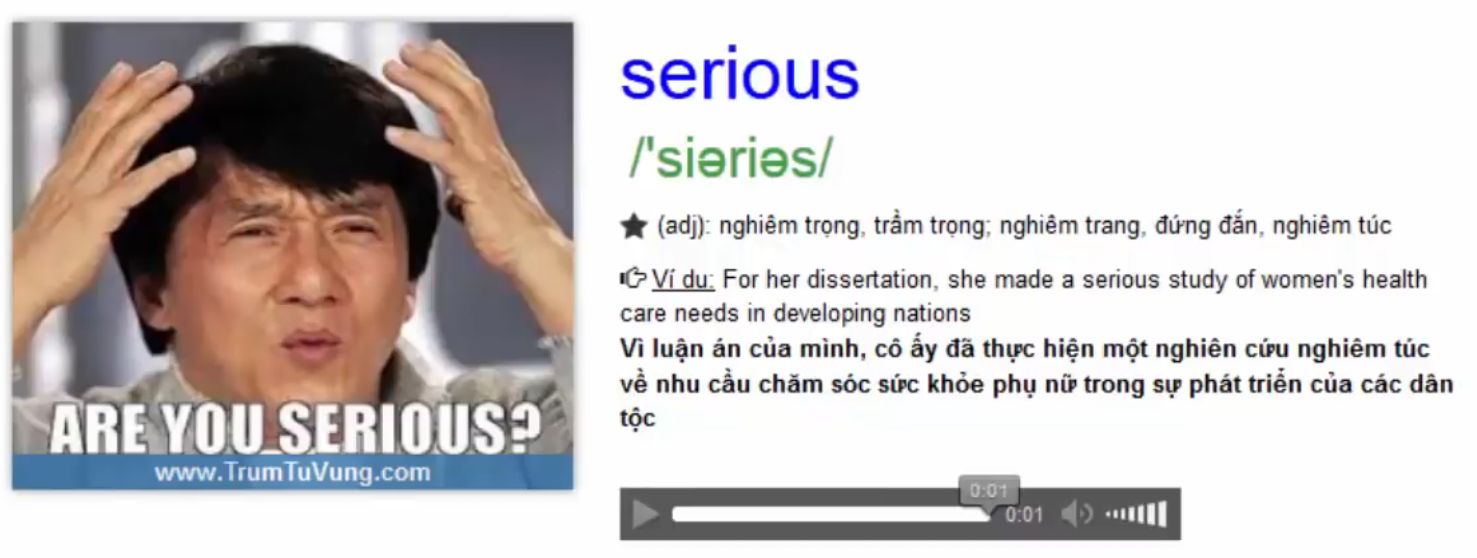 serious
/'siəriəs/
★ (adj): nghiêm trọng, trầm trọng; nghiêm trang, đứng đắn, nghiêm túc
Ví dụ: For her dissertation, she made a serious study of women's health
care needs in developing nations
Vì luận án của mình, cô ấy đã thực hiện một nghiên cứu nghiêm túc
về nhu cầu chăm sóc sức khỏe phụ nữ trong sự phát triển của các dân
tộc
ARE YOU SERIOUS?
www.TrumTuVung.com
0:01
0:01